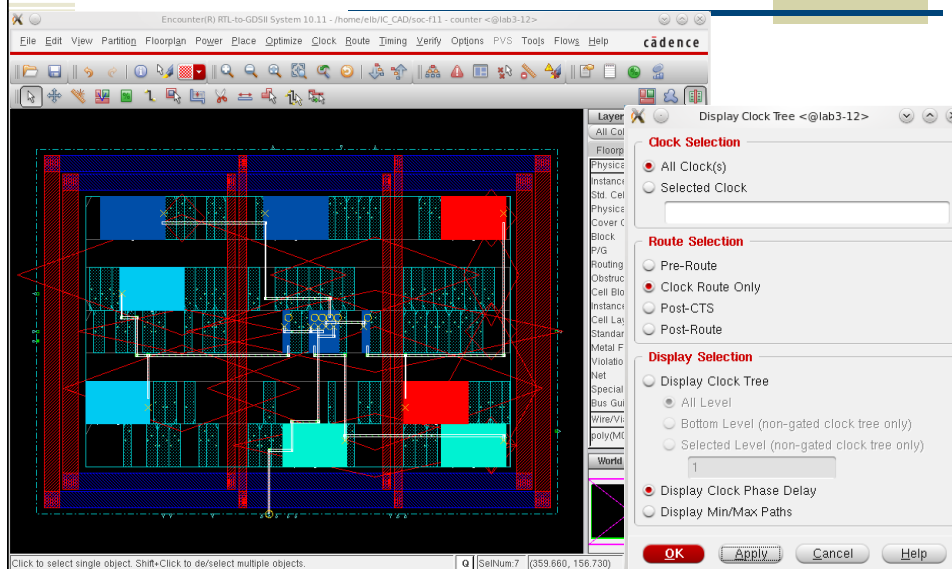 Encounter(R) RTL-to-GDSII System 10.11 - /home/elb/IC_CAD/soc-f11 - counter <@lab3-12>
File Edit View Partition Floorplan Power Place Optimize Clock Route Timing Verify Options PVS Tools Flows Help
cādence
Layer
All Col
Floorp
Physica
Instance
Std. Cel
Physica
Cover C
Block
P/G
Routing
Obstruc
Cell Blo
Instance
Cell Lay
Standar
Metal F
Violatio
Net
Special
Bus Gui
Wire/Vi
poly(M0
World
Click to select single object. Shift+Click to de/select multiple objects.
Q
SelNum:7
(359.660, 156.730)
Display Clock Tree <@lab3-12>
Clock Selection
All Clock(s)
Selected Clock
Route Selection
Pre-Route
Clock Route Only
Post-CTS
Post-Route
Display Selection
Display Clock Tree
All Level
Bottom Level (non-gated clock tree only)
Selected Level (non-gated clock tree only)
1
Display Clock Phase Delay
Display Min/Max Paths
OK Apply Cancel Help